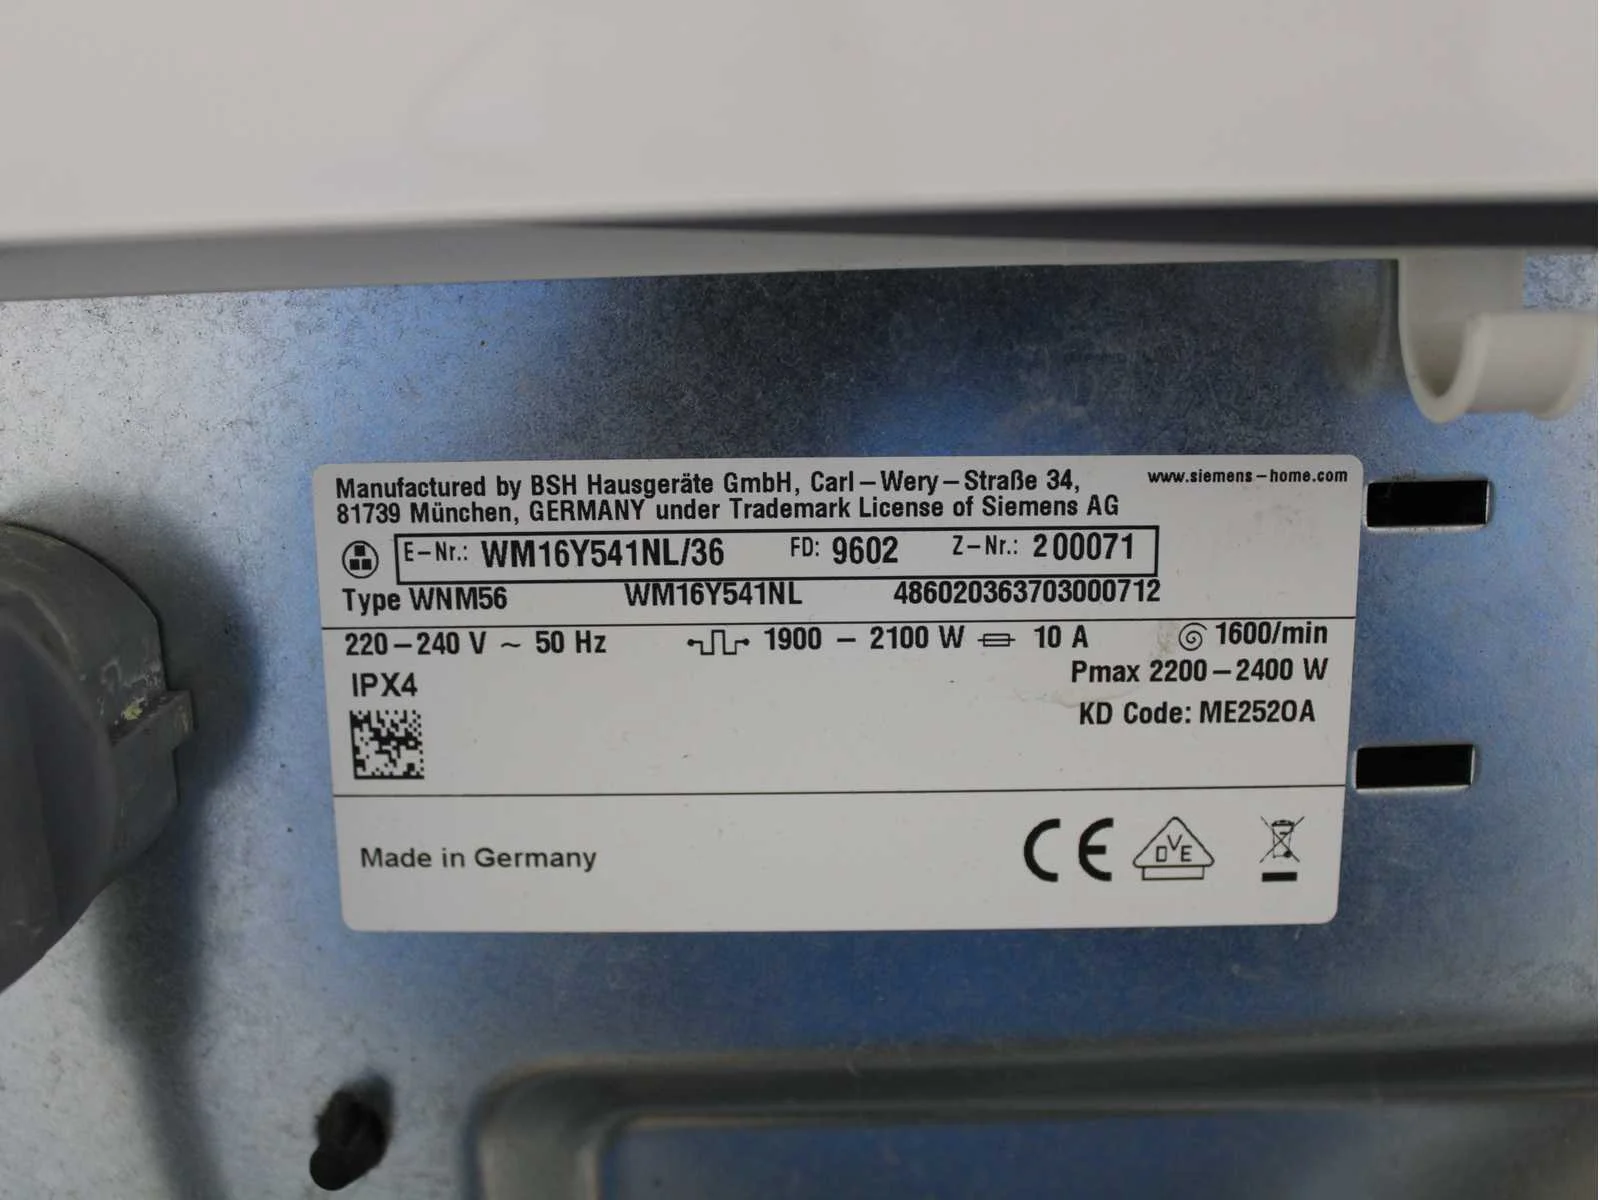 Manufactured by BSH Hausgeräte GmbH, Carl-Wery-Straße 34,
www.siemens-home.com
81739 München, GERMANY under Trademark License of Siemens AG
E-Nr.: WM16Y541NL/36 FD: 9602 Z-Nr.: 200071
Type WNM56 WM16Y541NL 486020363703000712
220-240 V ~ 50 Hz 1900 - 2100 W 10 A 1600/min
Pmax 2200-2400 W
IPX4
KD Code: ME252OA
Made in Germany
CE DVE